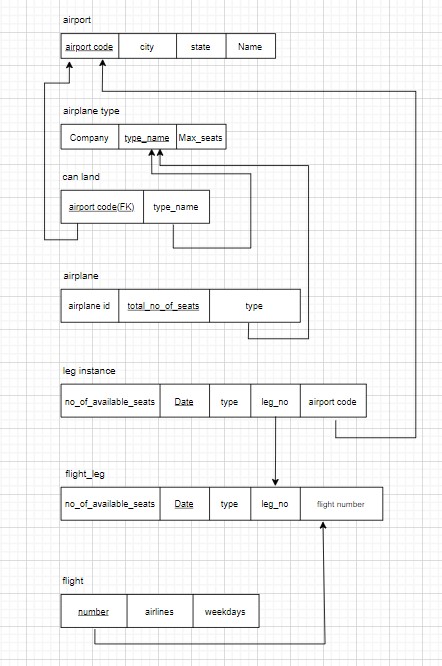 airport
airport code city state Name
airplane type
Company type_name Max_seats
can land
airport code(FK) type_name
airplane
airplane id total_no_of_seats type
leg instance
no_of_available_seats Date type leg_no airport code
flight_leg
no_of_available_seats Date type leg_no flight number
flight
number airlines weekdays